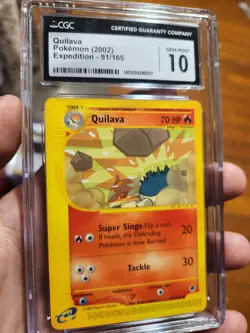 CGC
CERTIFIED GUARANTY COMPANY
Quilava
Pokémon (2002)
Expedition - 91/165
GEM MINT
10
STAGE 1
Quilava
70 HP
Super Singe Flip a coin.
If heads, the Defending
Pokémon is now Burned.
20
Tackle
30
e